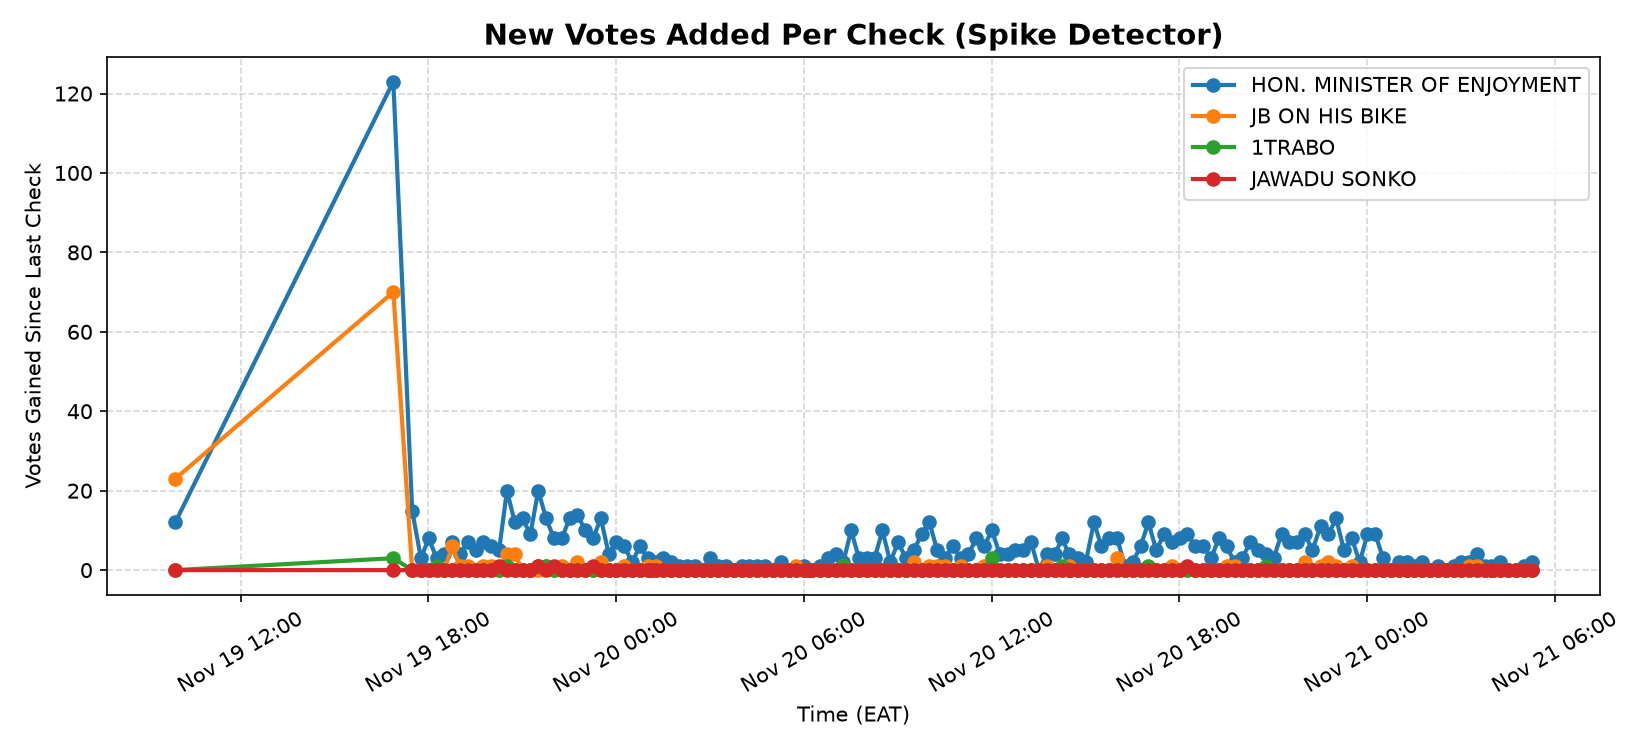 New Votes Added Per Check (Spike Detector)
HON. MINISTER OF ENJOYMENT
JB ON HIS BIKE
1TRABO
JAWADU SONKO
Votes Gained Since Last Check
120
100
80
60
40
20
0
Nov 19 12:00
Nov 19 18:00
Nov 20 00:00
Nov 20 06:00
Nov 20 12:00
Nov 20 18:00
Nov 21 00:00
Nov 21 06:00
Time (EAT)